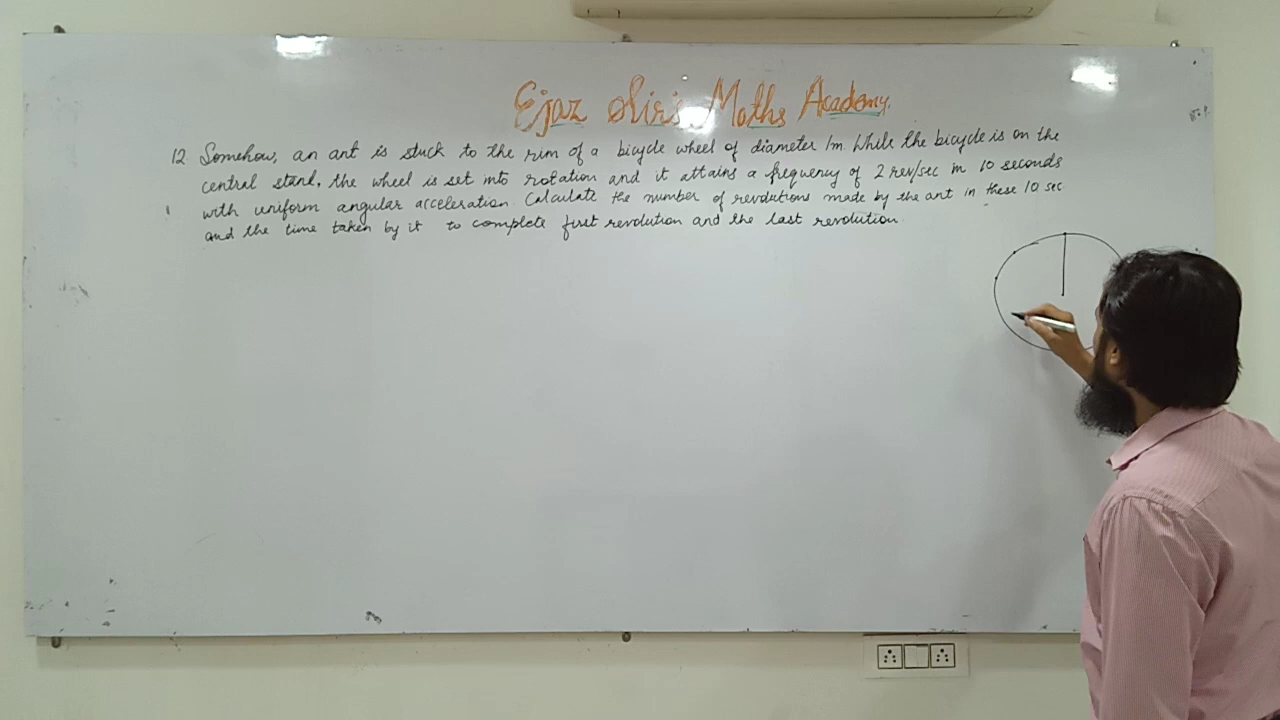 Ejaz Sir's Maths Academy.
12 Somehow, an ant is stuck to the rim of a bicycle wheel of diameter 1m. While the bicycle is on the
central stand, the wheel is set into rotation and it attains a frequency of 2 rev/sec in 10 seconds
with uniform angular acceleration. Calculate the number of revolutions made by the ant in these 10 sec
and the time taken by it to complete first revolution and the last revolution.